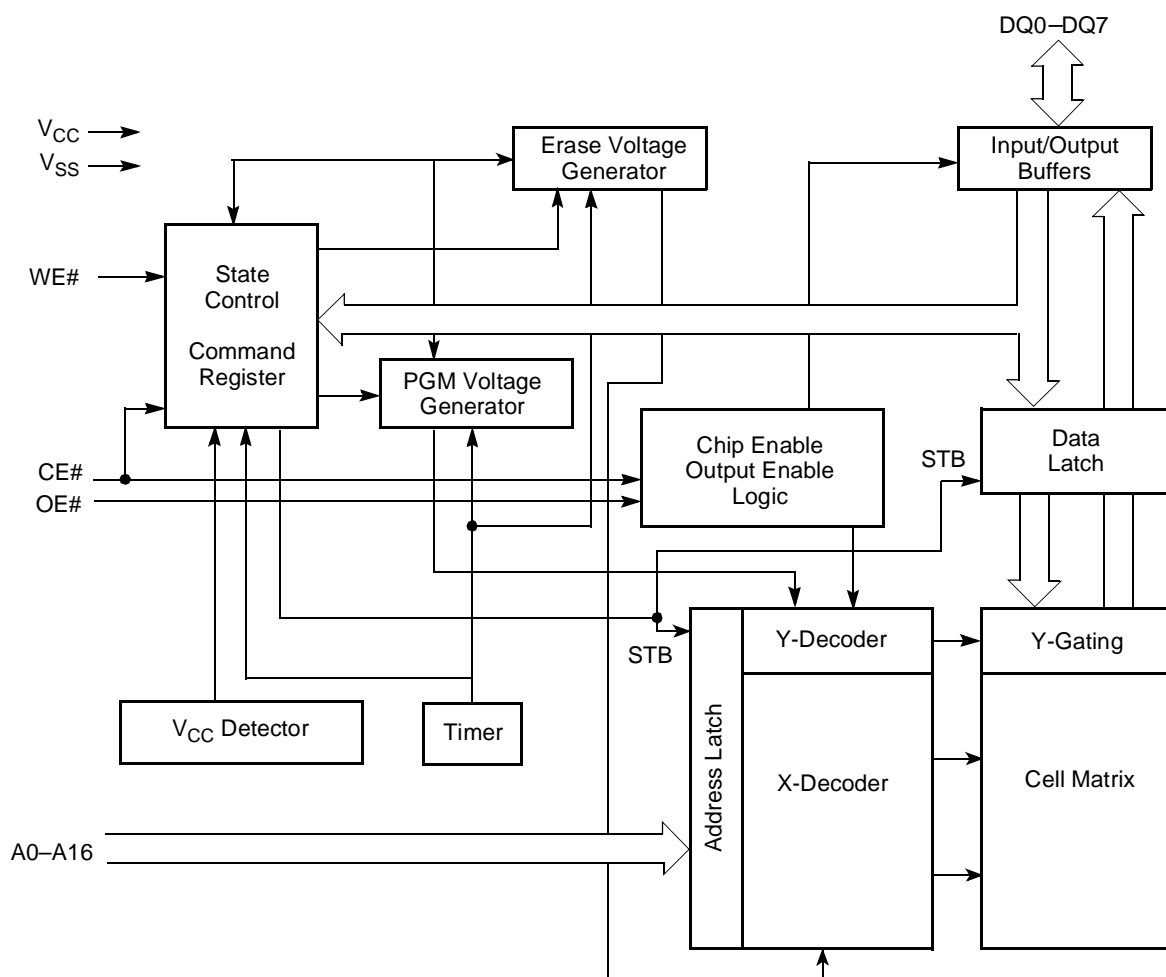 DQ0–DQ7
VCC
VSS
Erase Voltage
Generator
Input/Output
Buffers
WE#
State
Control
Command
Register
PGM Voltage
Generator
Chip Enable
Output Enable
Logic
STB
Data
Latch
CE#
OE#
STB
Y-Decoder
Y-Gating
VCC Detector
Timer
Address Latch
X-Decoder
Cell Matrix
A0–A16